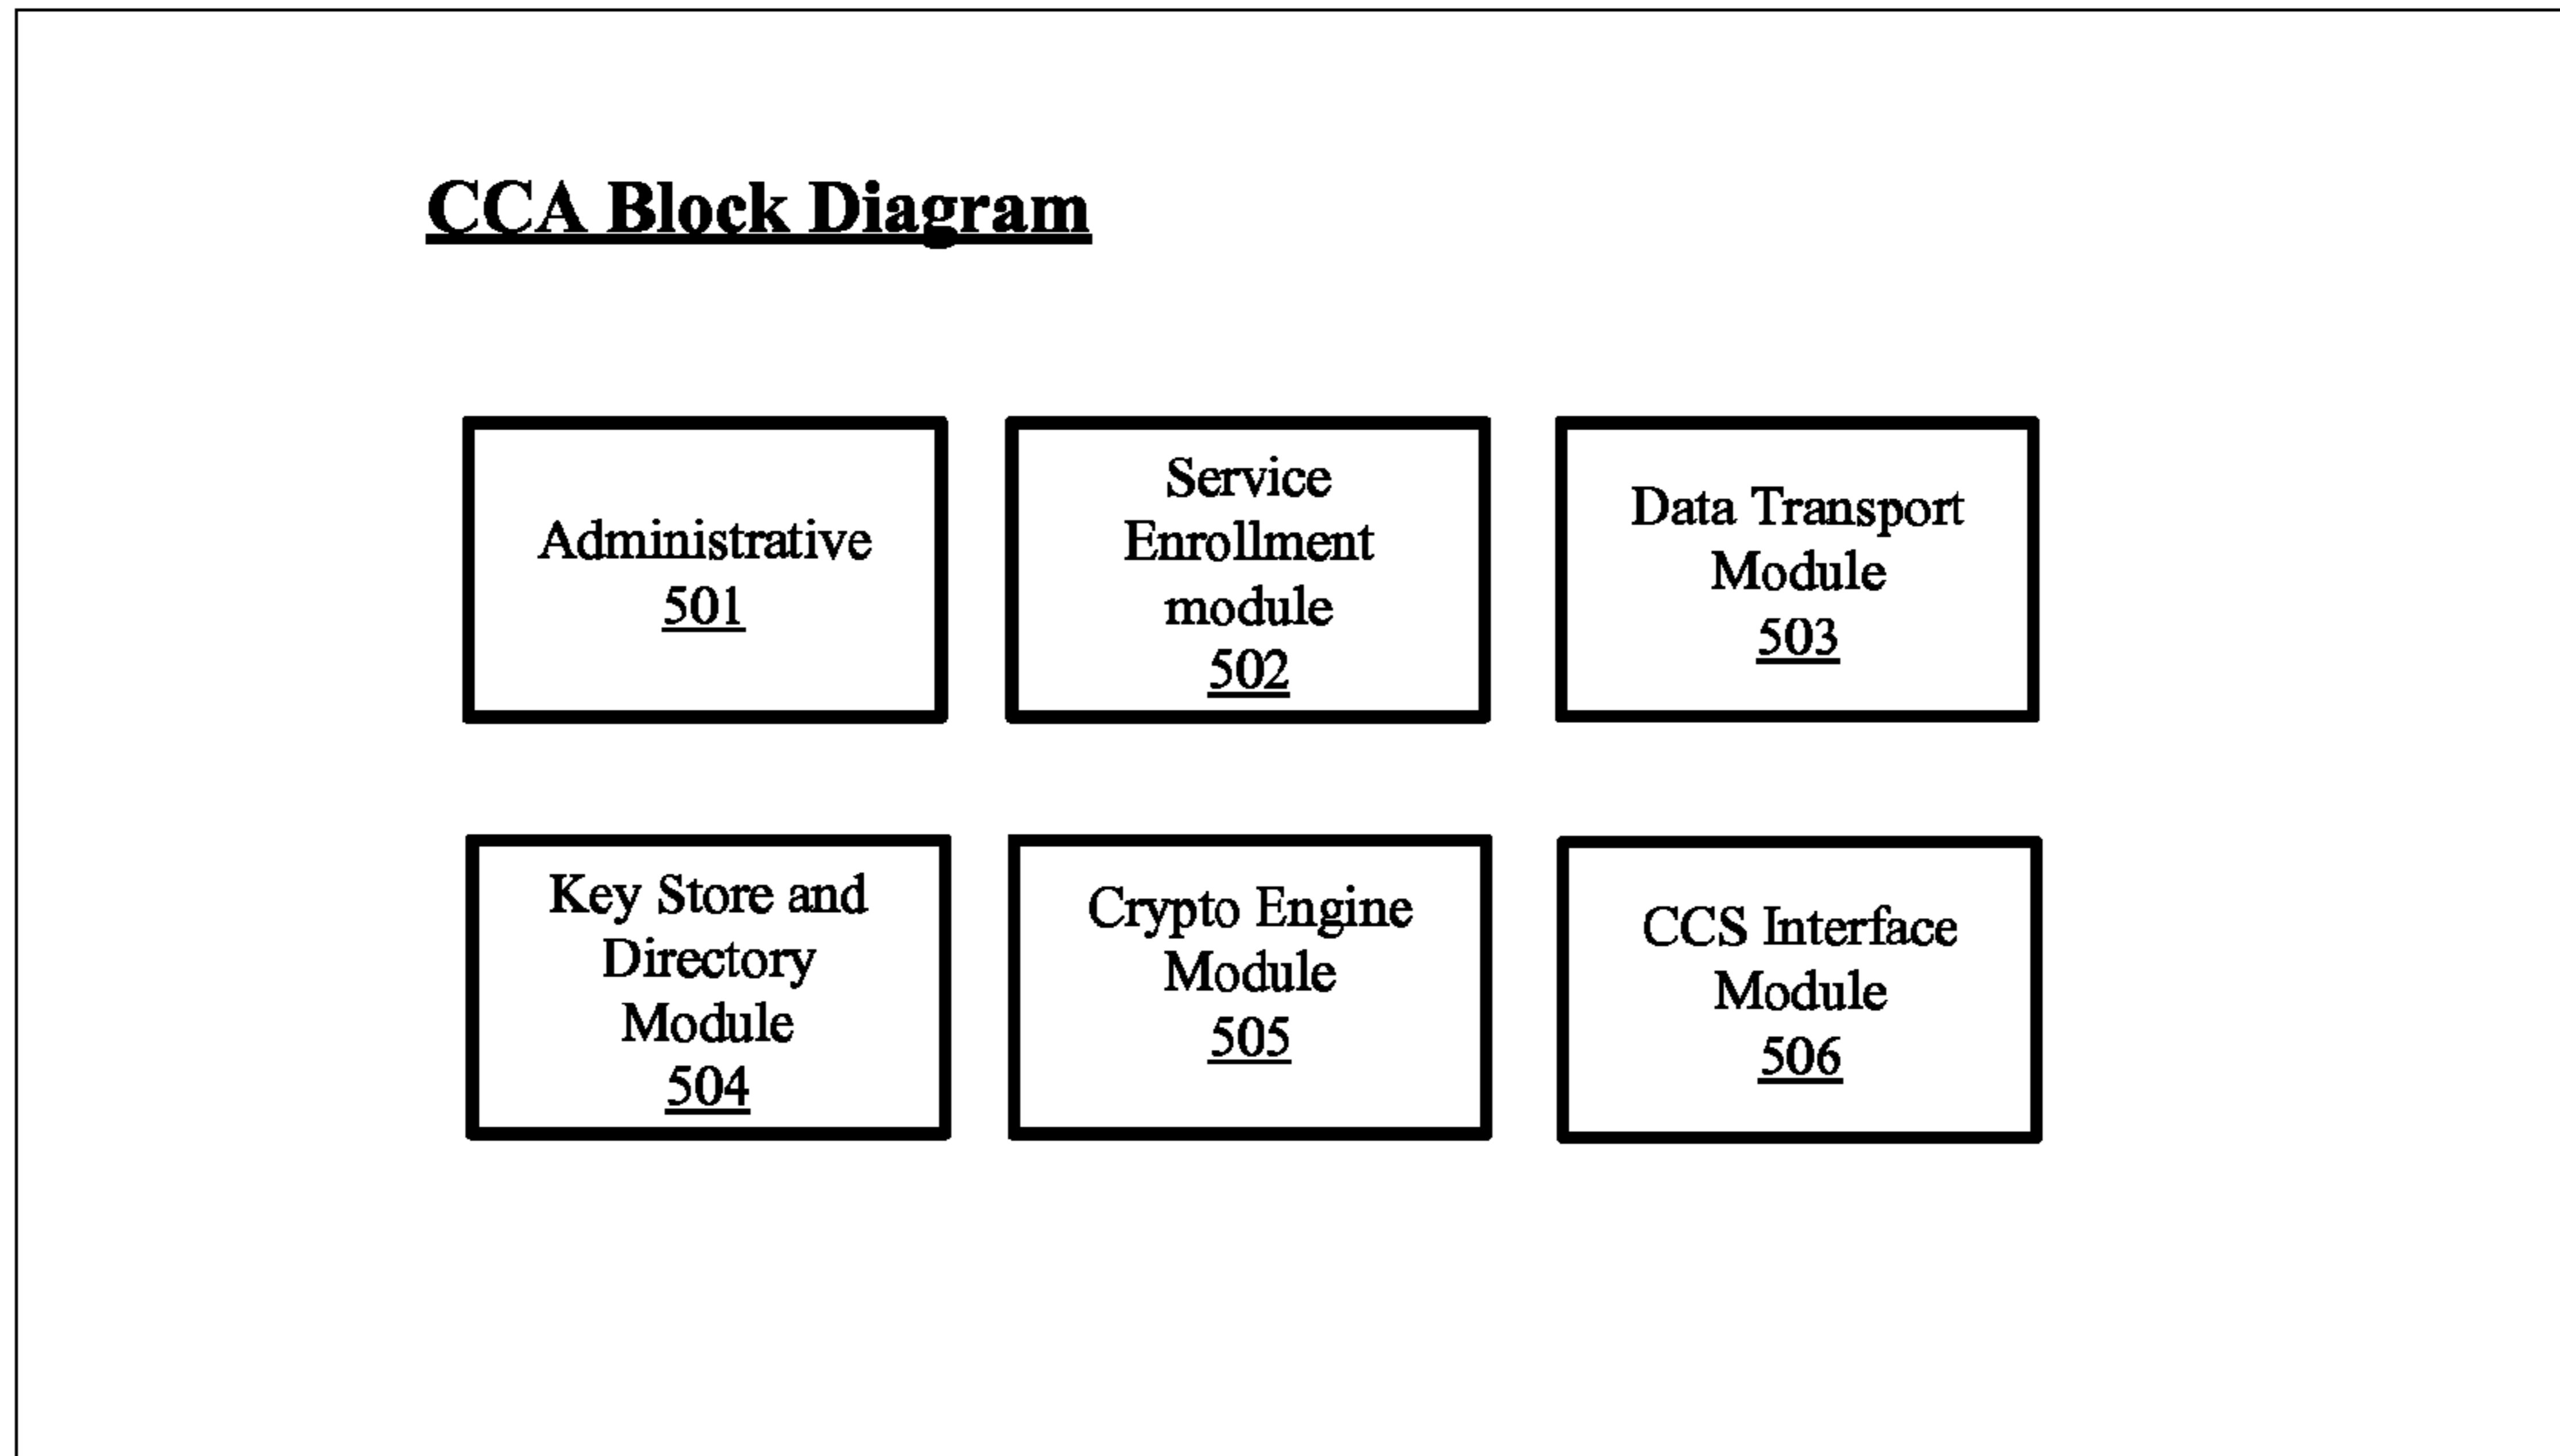 CCA Block Diagram
Administrative
501
Service
Enrollment
module
502
Data Transport
Module
503
Key Store and
Directory
Module
504
Crypto Engine
Module
505
CCS Interface
Module
506